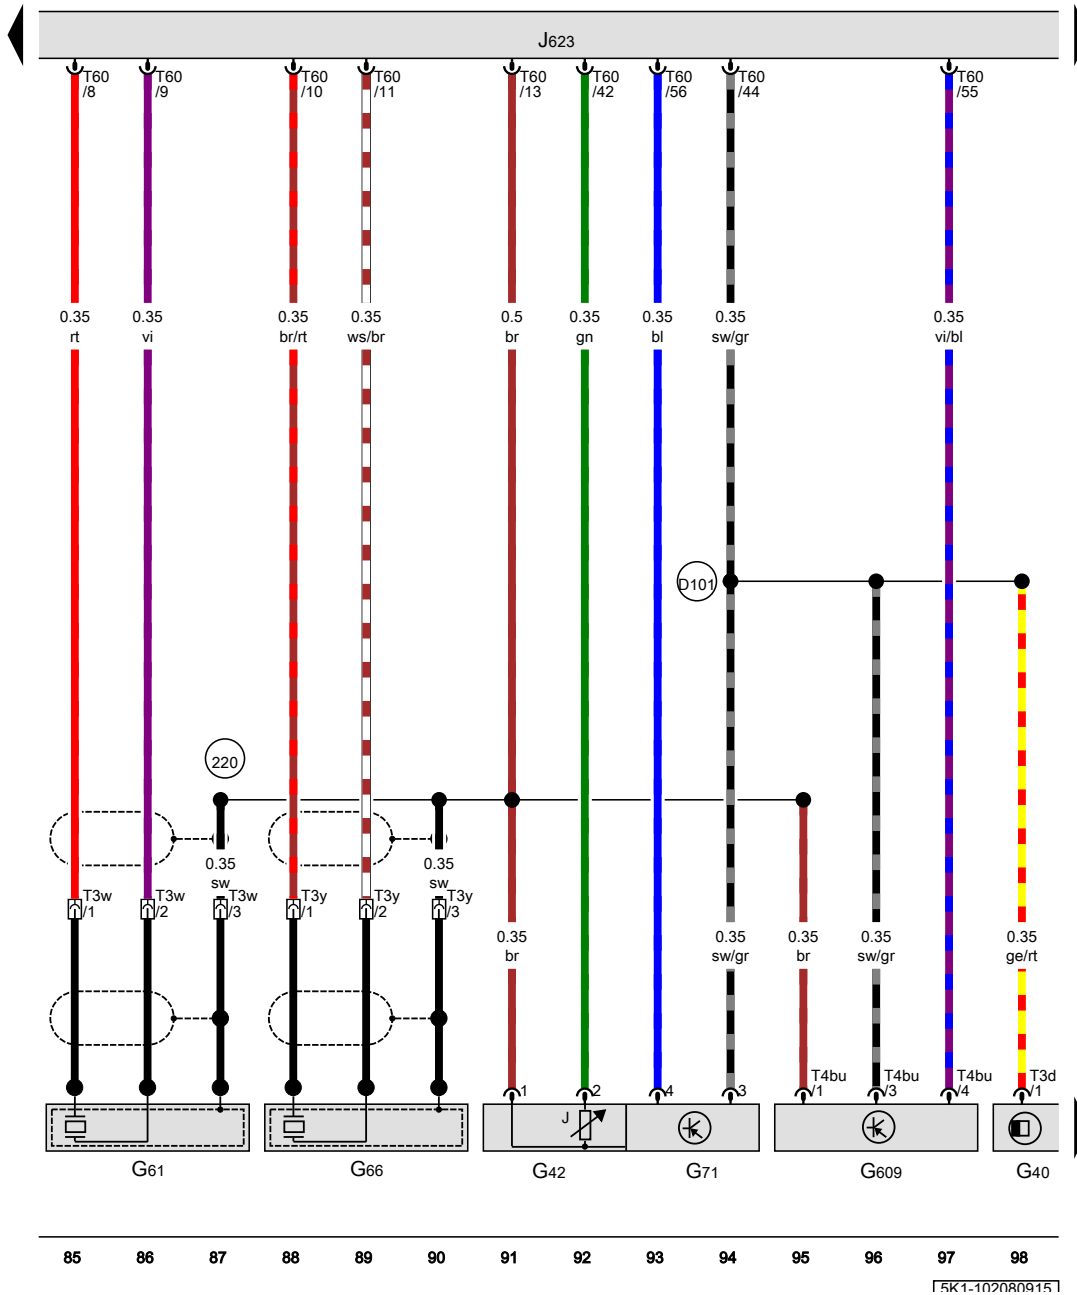 J623
T60 T60 T60 T60 T60 T60 T60 T60 T60
/8 /9 /10 /11 /13 /42 /56 /44 /55
0.35 0.35 0.35 0.35 0.5 0.35 0.35 0.35 0.35
rt vi br/rt ws/br br gn bl sw/gr vi/bl
D101
220
0.35 0.35
sw sw
T3w T3w T3w T3y T3y T3y
/1 /2 /3 /1 /2 /3
0.35 0.35 0.35 0.35 0.35
br sw/gr br sw/gr ge/rt
T4bu T4bu T4bu T3d
1 2 4 3 /1 /3 /4 /1
J
G61 G66 G42 G71 G609 G40
85 86 87 88 89 90 91 92 93 94 95 96 97 98
5K1-102080915